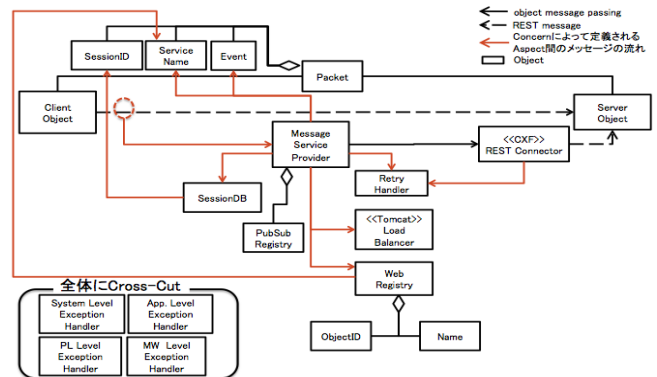 object message passing
REST message
Concernによって定義される
Aspect間のメッセージの流れ
Object
SessionID
Service
Name
Event
Packet
Client
Object
Server
Object
Message
Service
Provider
<<CXF>>
REST Connector
Retry
Handler
SessionDB
PubSub
Registry
<<Tomcat>>
Load
Balancer
Web
Registry
ObjectID
Name
全体にCross-Cut
System Level
Exception
Handler
App. Level
Exception
Handler
PL Level
Exception
Handler
MW Level
Exception
Handler